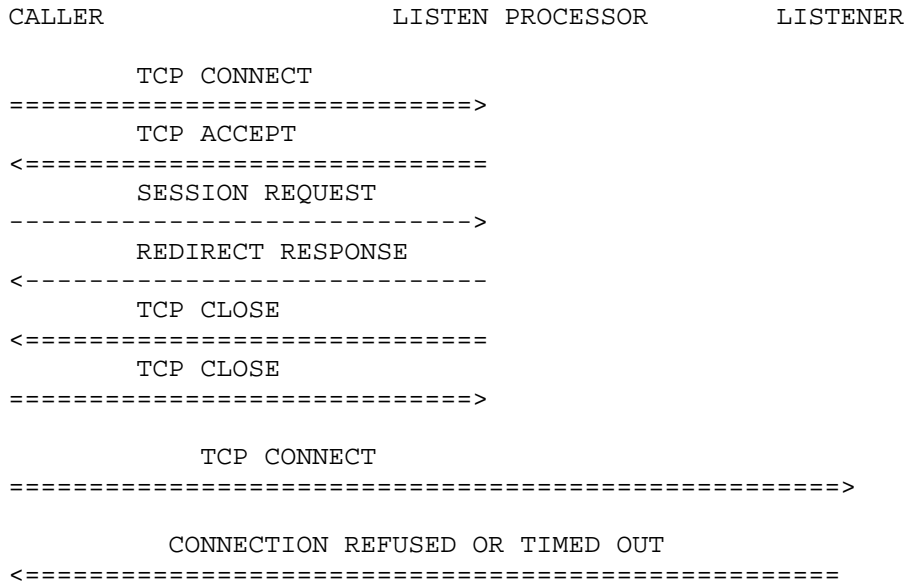 CALLER                  LISTEN PROCESSOR        LISTENER
        TCP CONNECT
=============================>
        TCP ACCEPT
<=============================
        SESSION REQUEST
----------------------------->
        REDIRECT RESPONSE
<-----------------------------
        TCP CLOSE
<=============================
        TCP CLOSE
=============================>
            TCP CONNECT
====================================================>
          CONNECTION REFUSED OR TIMED OUT
<===================================================